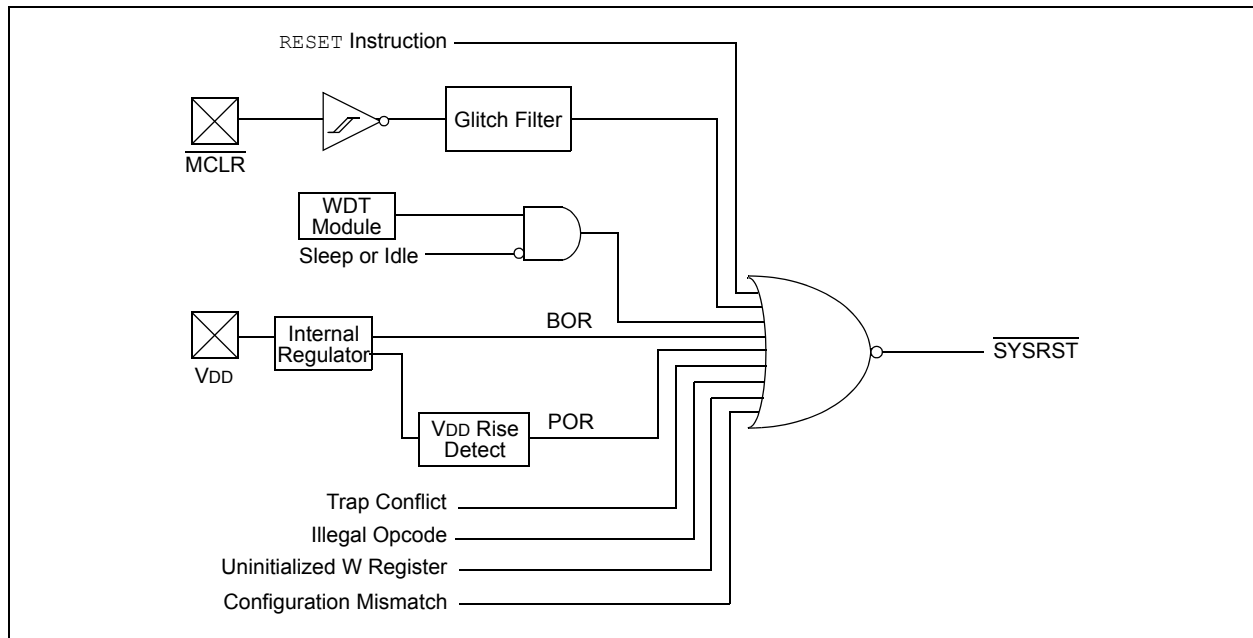 RESET Instruction
MCLR
Glitch Filter
WDT
Module
Sleep or Idle
VDD
Internal
Regulator
BOR
VDD Rise
Detect
POR
SYSRST
Trap Conflict
Illegal Opcode
Uninitialized W Register
Configuration Mismatch